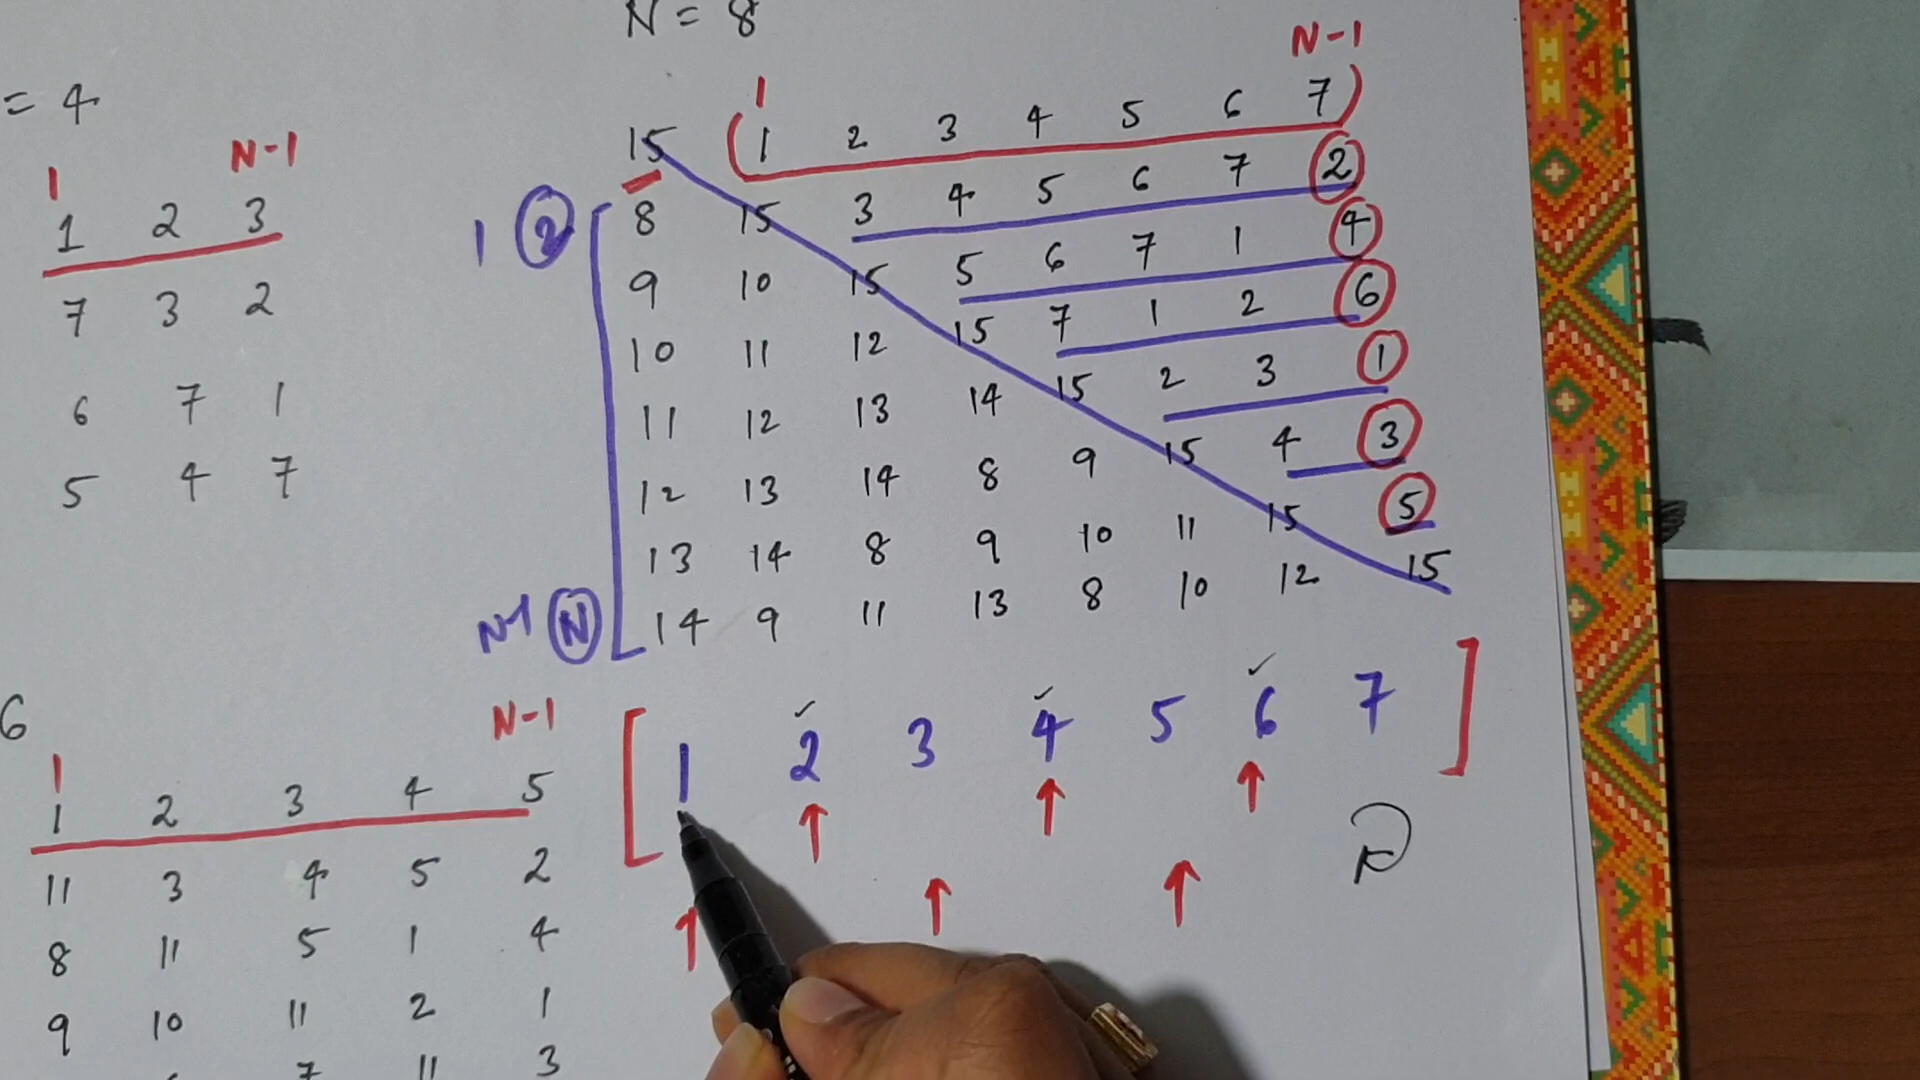 N = 8
= 4
1 N-1
1 2 3
7 3 2
6 7 1
5 4 7
1 N-1
15 ( 1 2 3 4 5 6 7 )
1 2 8 15 3 4 5 6 7 2
9 10 15 5 6 7 1 4
10 11 12 15 7 1 2 6
11 12 13 14 15 2 3 1
12 13 14 8 9 15 4 3
13 14 8 9 10 11 15 5
N-1 N 14 9 11 13 8 10 12 15
[ 1 2 3 4 5 6 7 ]
6
1 N-1
1 2 3 4 5
11 3 4 5 2
8 11 5 1 4
9 10 11 2 1
7 11 3